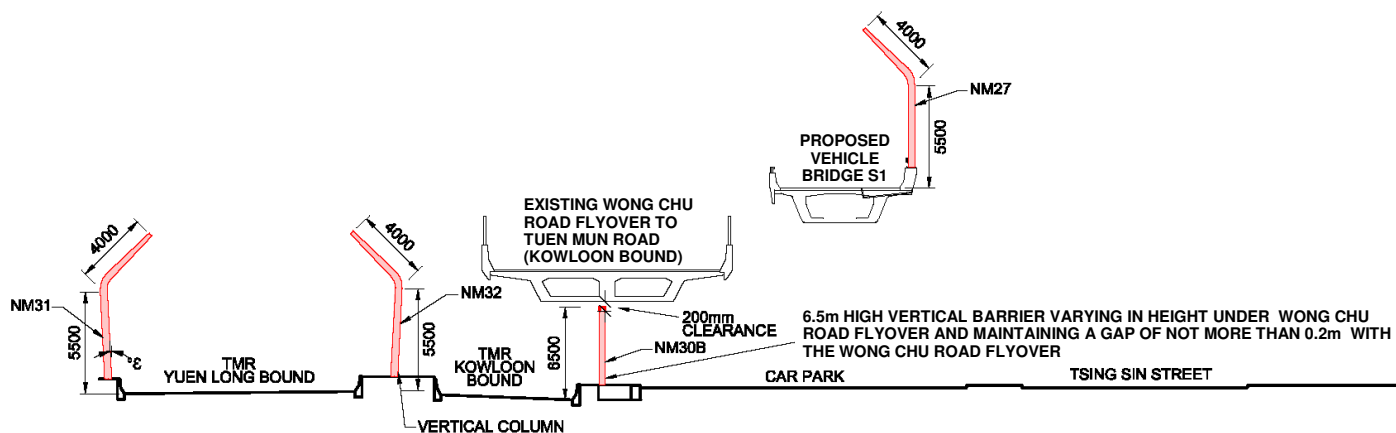 4000
NM27
5500
PROPOSED
VEHICLE
BRIDGE S1
EXISTING WONG CHU
ROAD FLYOVER TO
TUEN MUN ROAD
(KOWLOON BOUND)
4000
4000
NM31
5500
3°
NM32
5500
TMR
YUEN LONG BOUND
TMR
KOWLOON
BOUND
6500
200mm
CLEARANCE
NM30B
6.5m HIGH VERTICAL BARRIER VARYING IN HEIGHT UNDER WONG CHU
ROAD FLYOVER AND MAINTAINING A GAP OF NOT MORE THAN 0.2m WITH
THE WONG CHU ROAD FLYOVER
CAR PARK
TSING SIN STREET
VERTICAL COLUMN